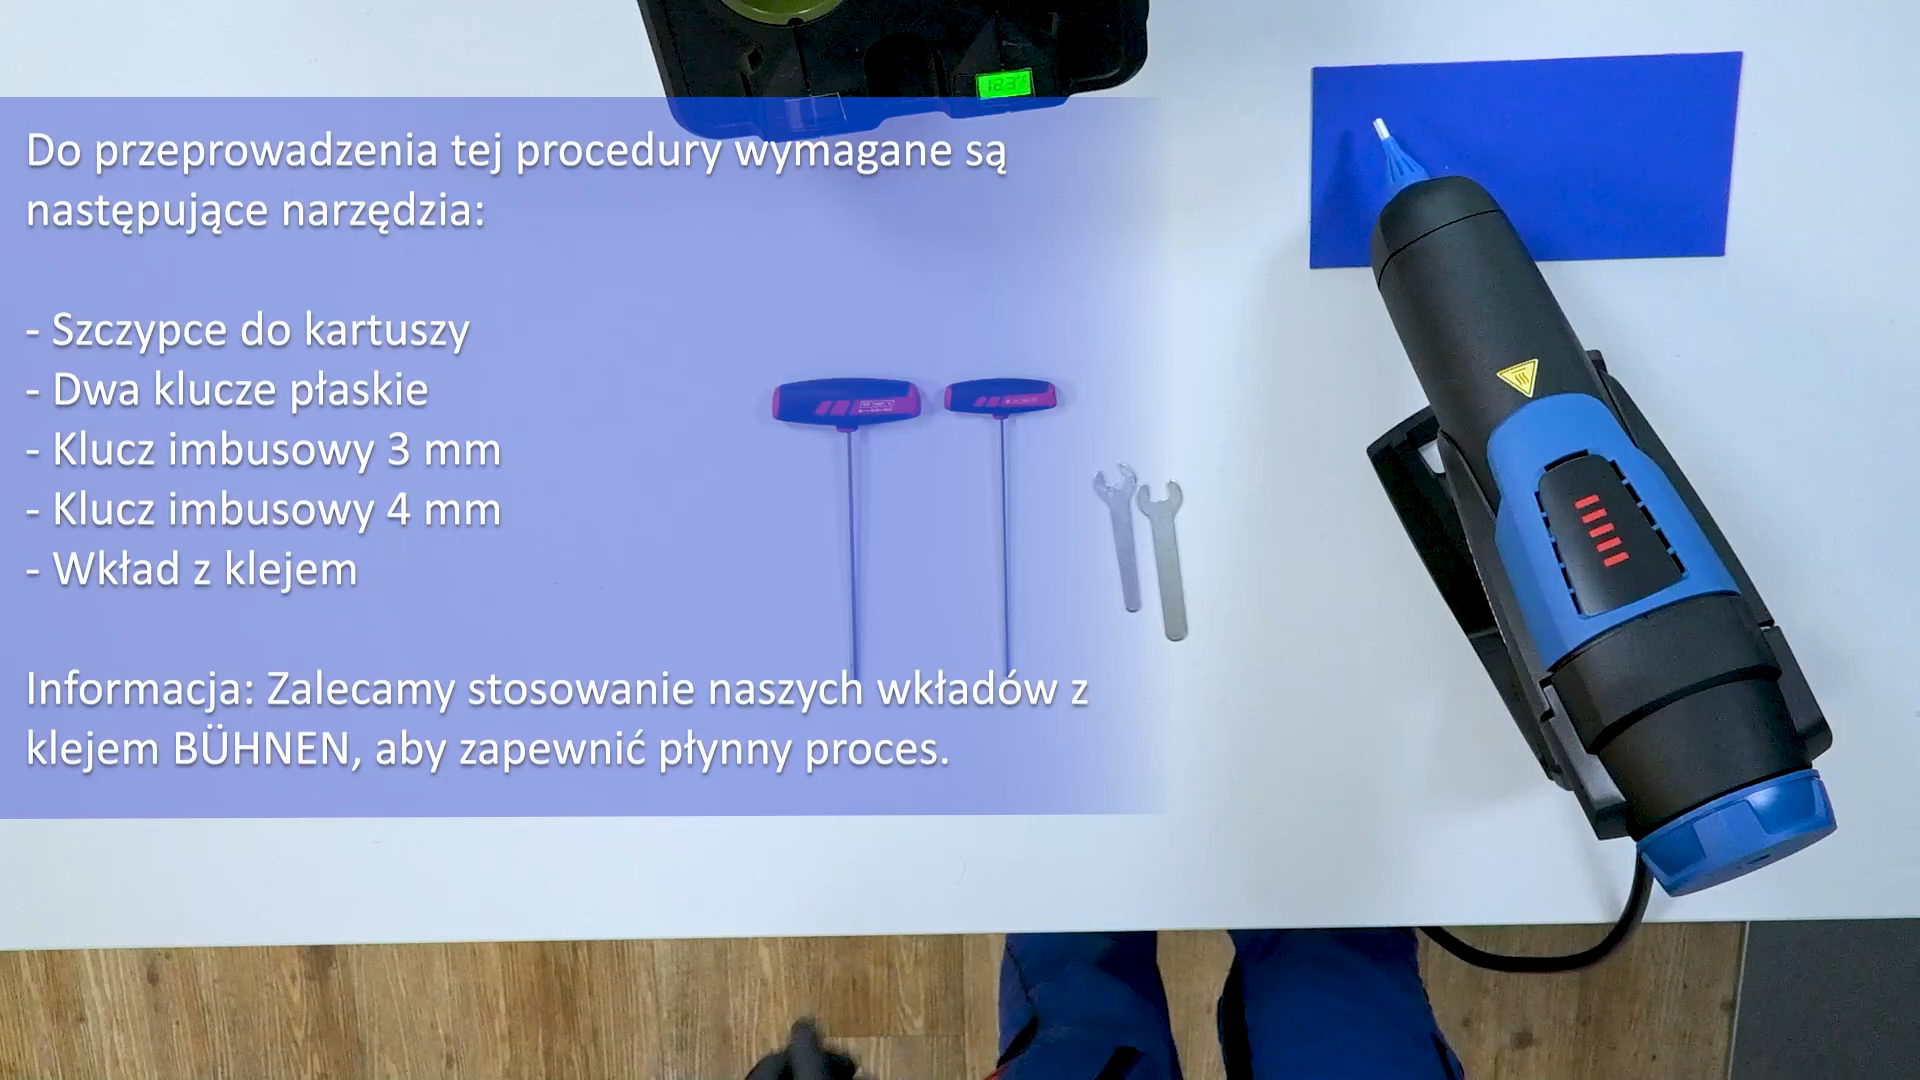 Do przeprowadzenia tej procedury wymagane są
następujące narzędzia:
- Szczypce do kartuszy
- Dwa klucze płaskie
- Klucz imbusowy 3 mm
- Klucz imbusowy 4 mm
- Wkład z klejem
Informacja: Zalecamy stosowanie naszych wkładów z
klejem BÜHNEN, aby zapewnić płynny proces.